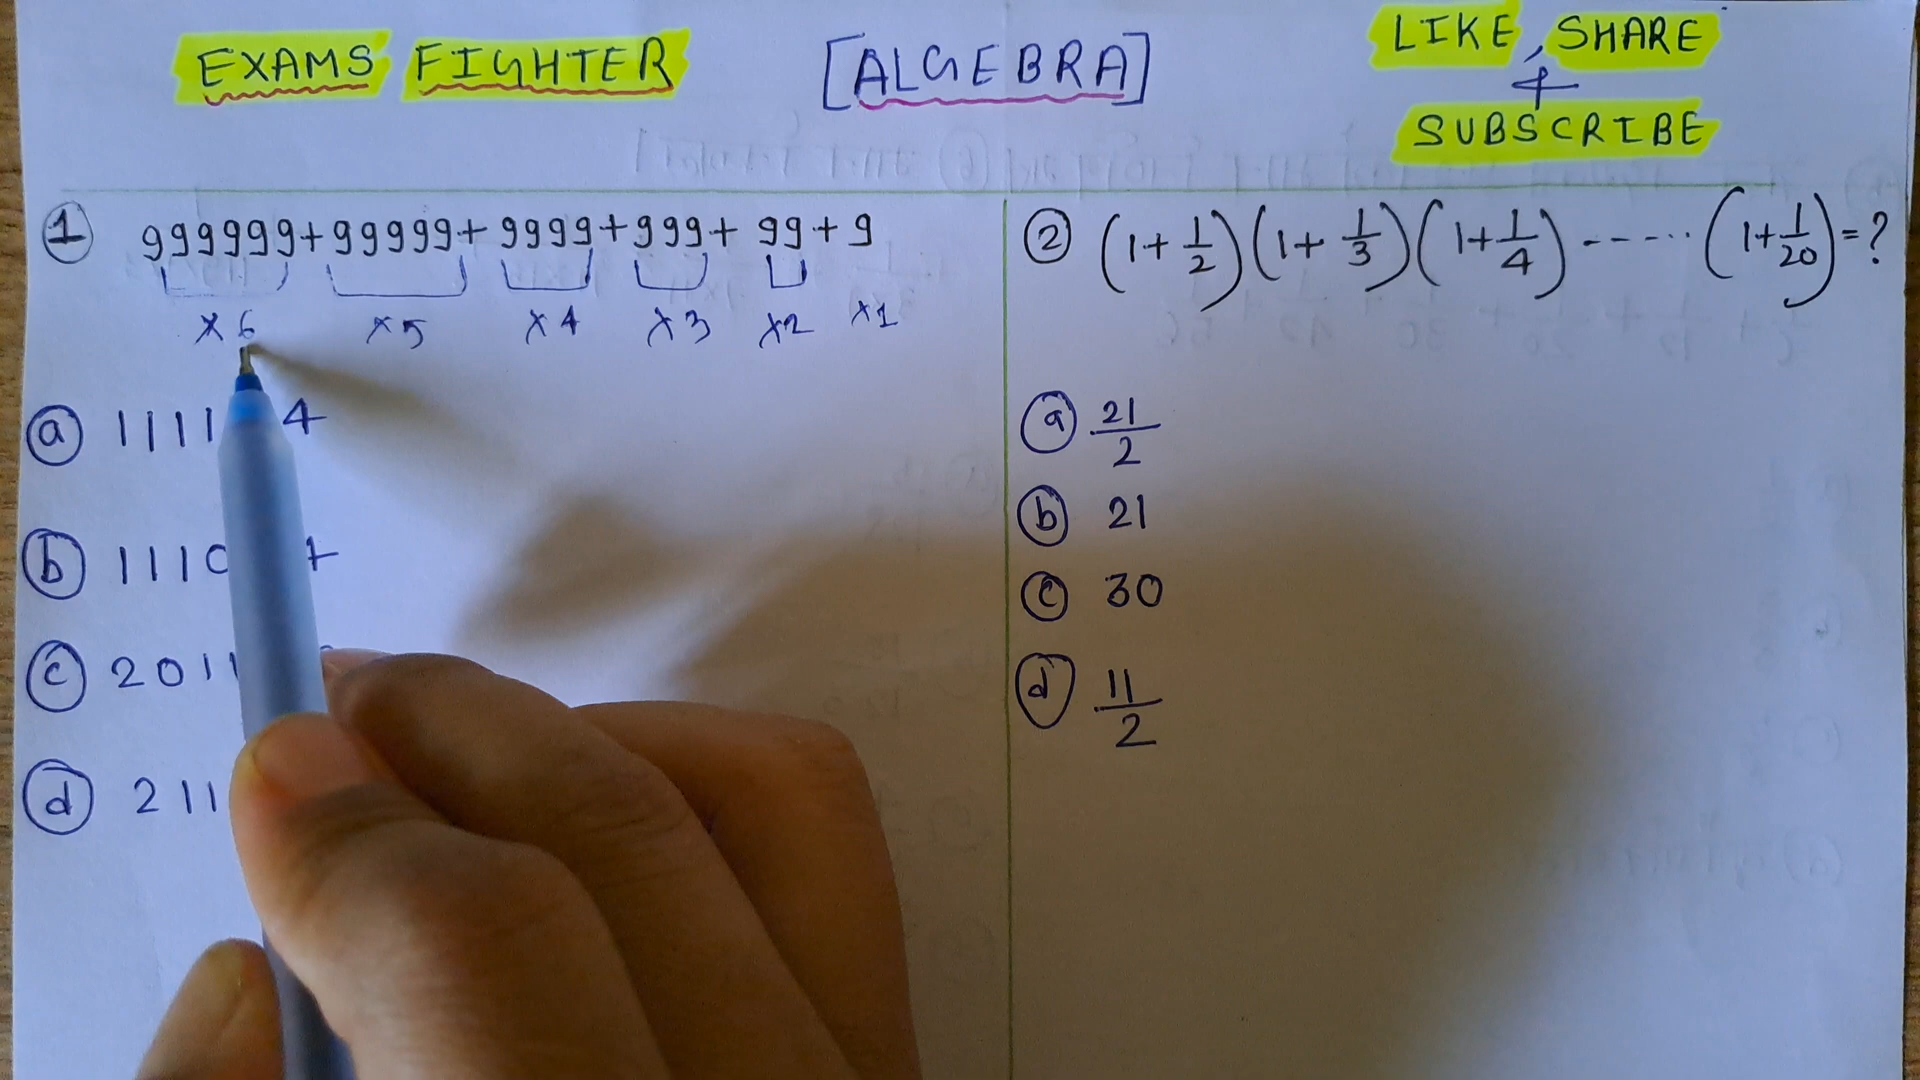 EXAMS FIGHTER [ALGEBRA] LIKE, SHARE
&
SUBSCRIBE
① 999999+99999+9999+999+99+9
×6 ×5 ×4 ×3 ×2 ×1
ⓐ 1111 4
ⓑ 111
ⓒ 2011
ⓓ 211
② (1+1/2)(1+1/3)(1+1/4)-----··(1+1/20)=?
ⓐ 21/2
ⓑ 21
ⓒ 30
ⓓ 11/2